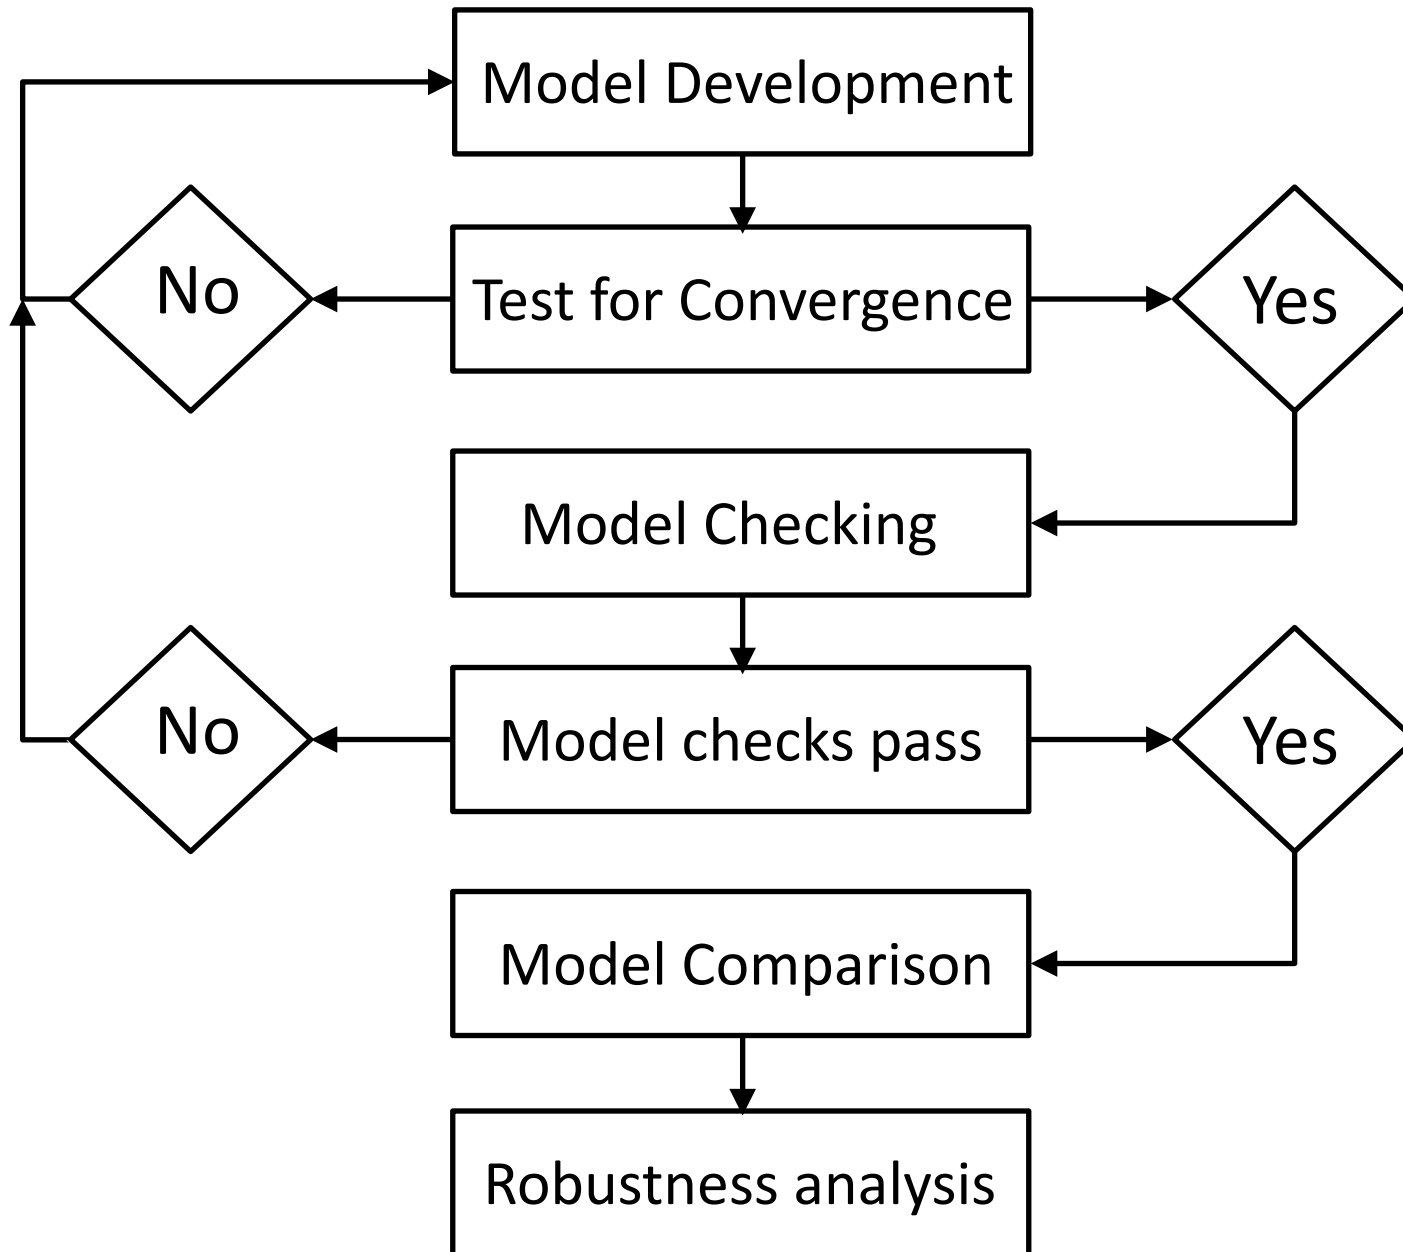 Model Development
No
Test for Convergence
Yes
Model Checking
No
Model checks pass
Yes
Model Comparison
Robustness analysis